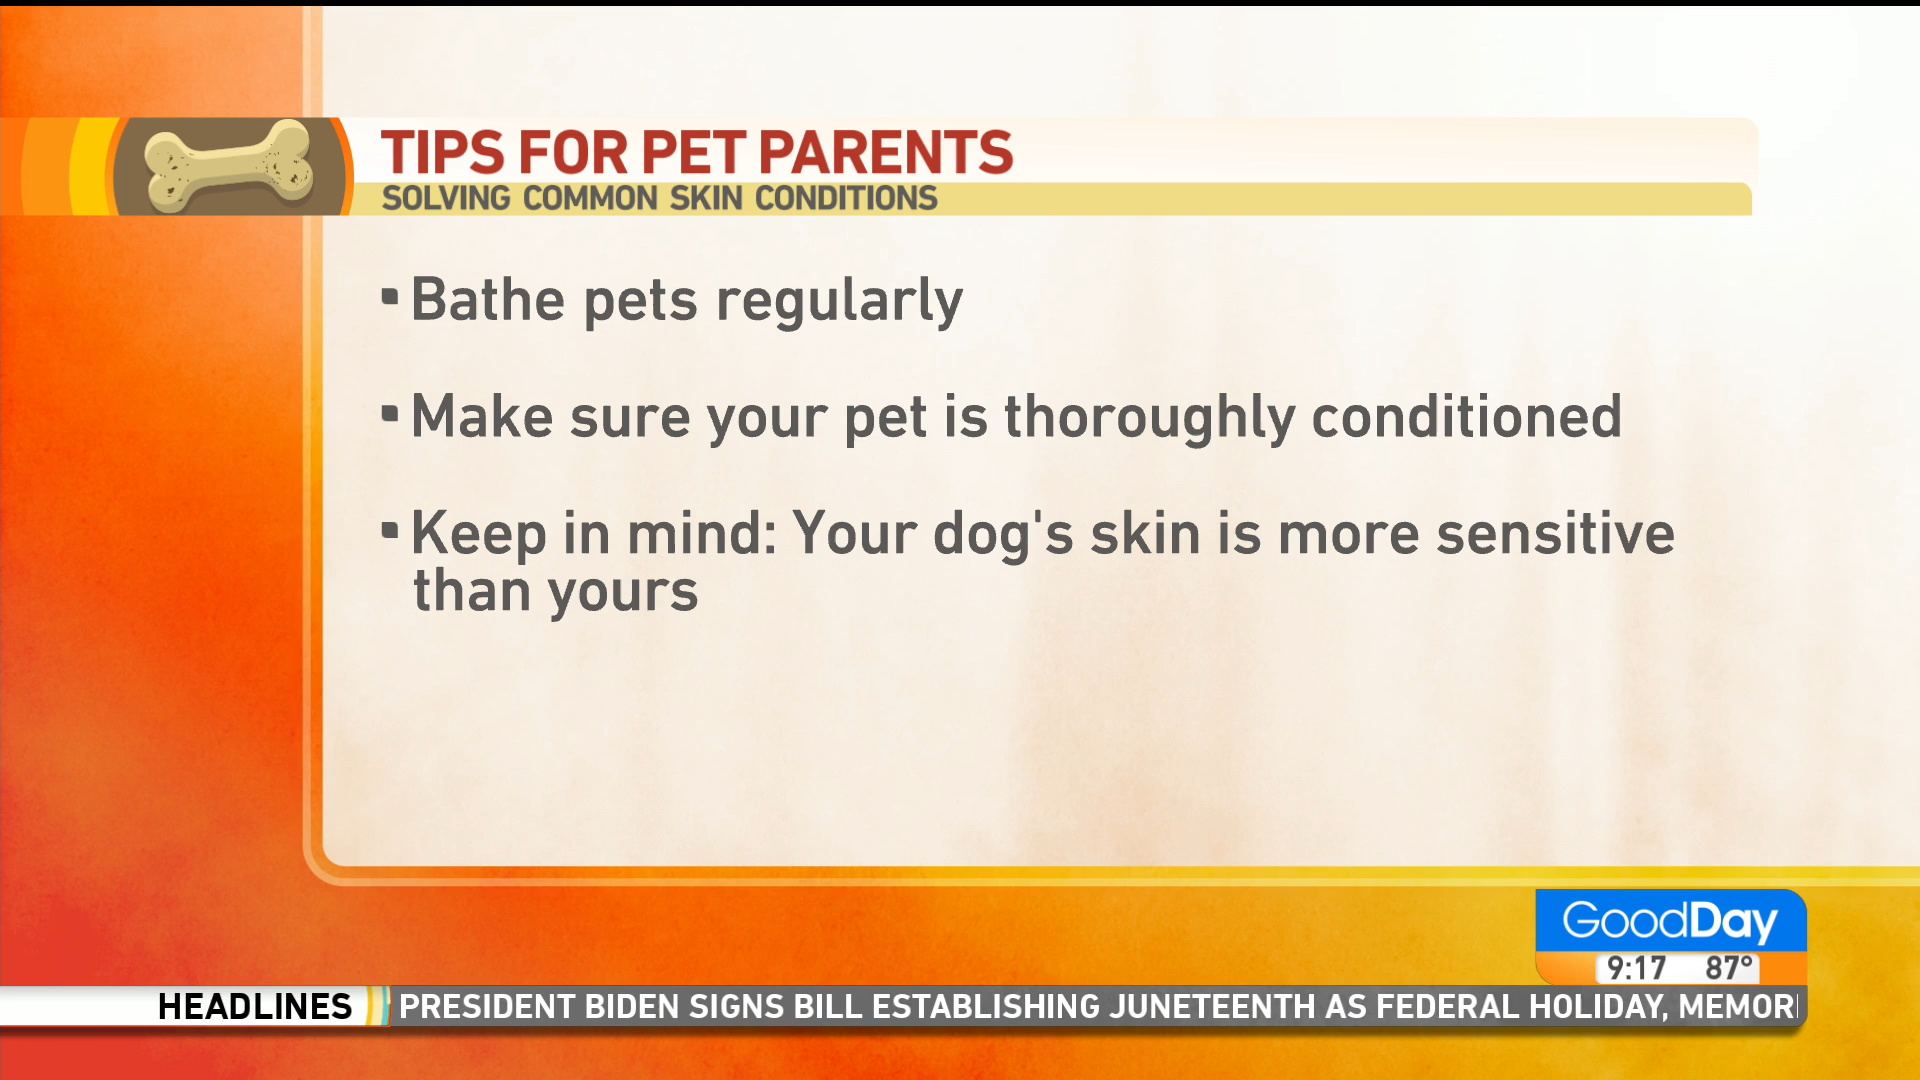 TIPS FOR PET PARENTS
SOLVING COMMON SKIN CONDITIONS
▪ Bathe pets regularly
▪ Make sure your pet is thoroughly conditioned
▪ Keep in mind: Your dog's skin is more sensitive
than yours
GoodDay
9:17 87°
HEADLINES PRESIDENT BIDEN SIGNS BILL ESTABLISHING JUNETEENTH AS FEDERAL HOLIDAY, MEMOR